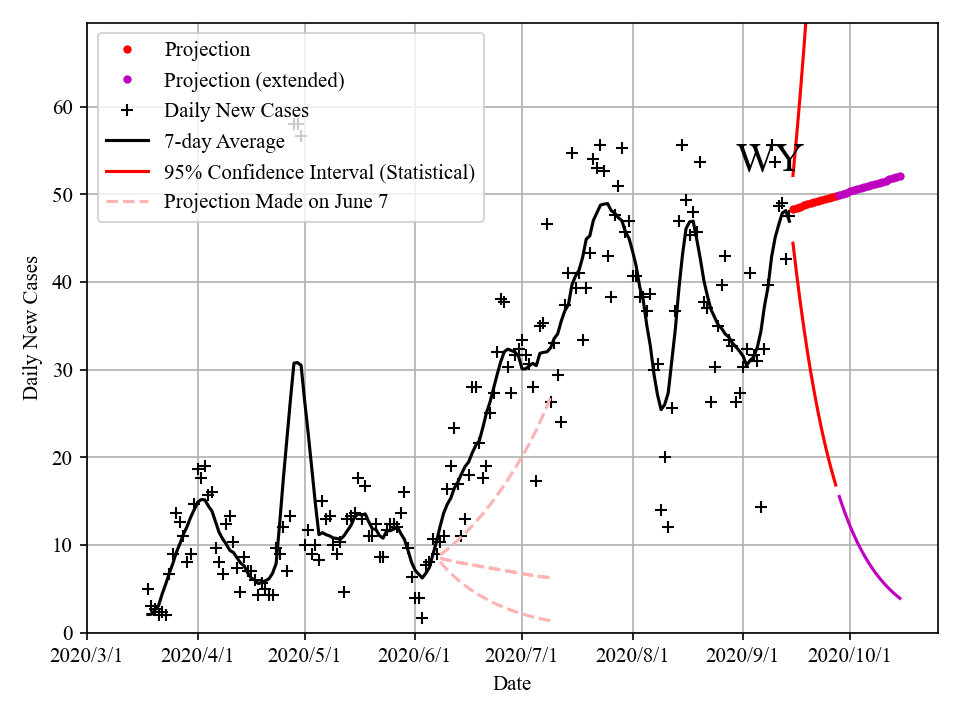 Projection
Projection (extended)
Daily New Cases
7-day Average
95% Confidence Interval (Statistical)
Projection Made on June 7
WY
60
50
40
30
20
10
0
Daily New Cases
2020/3/1 2020/4/1 2020/5/1 2020/6/1 2020/7/1 2020/8/1 2020/9/1 2020/10/1
Date